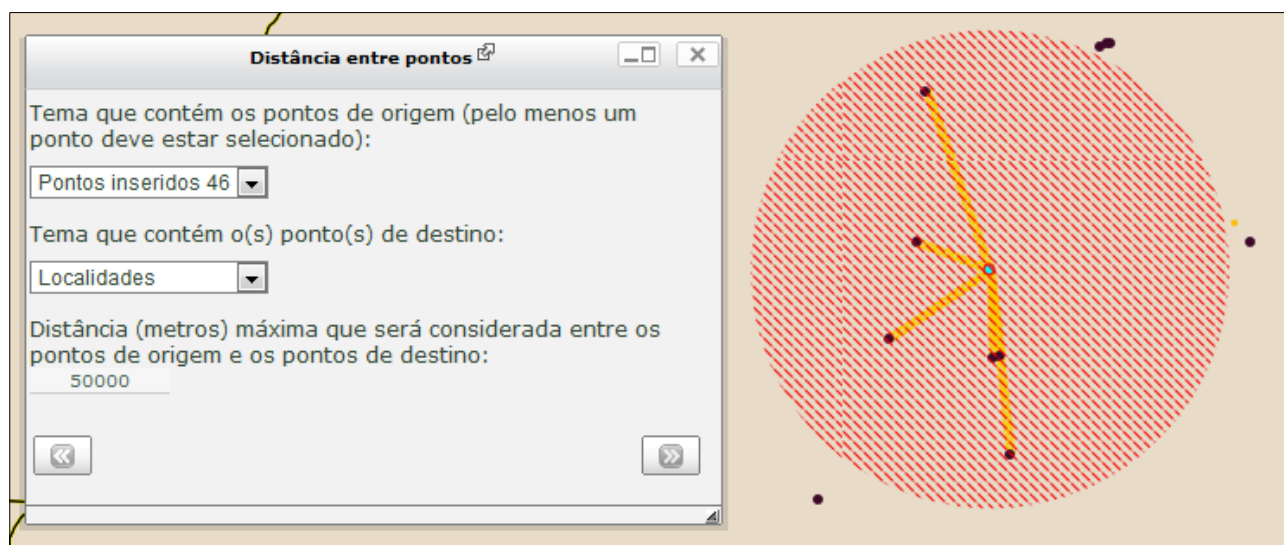 Distância entre pontos
Tema que contém os pontos de origem (pelo menos um
ponto deve estar selecionado):
Pontos inseridos 46
Tema que contém o(s) ponto(s) de destino:
Localidades
Distância (metros) máxima que será considerada entre os
pontos de origem e os pontos de destino:
50000